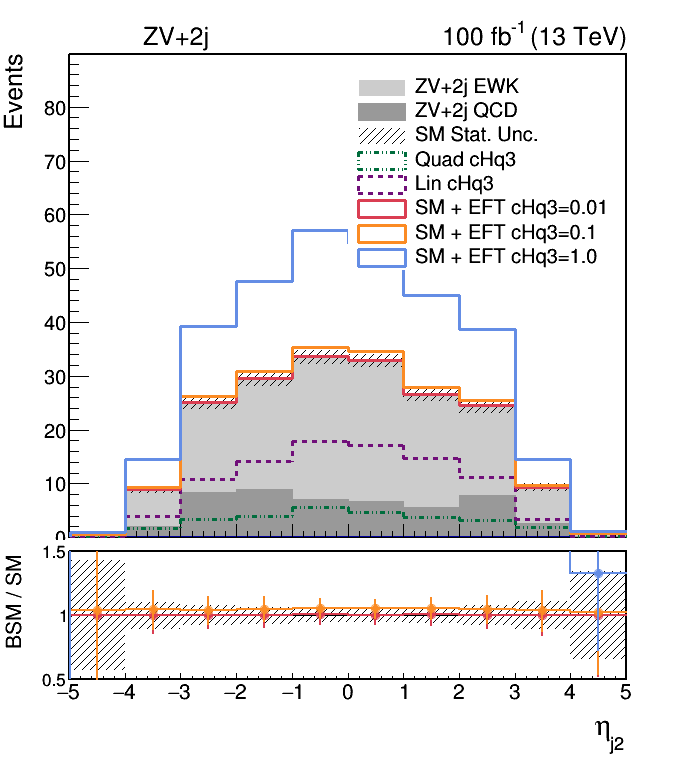 ZV+2j 100 fb-1 (13 TeV)
Events
ZV+2j EWK
ZV+2j QCD
SM Stat. Unc.
Quad cHq3
Lin cHq3
SM + EFT cHq3=0.01
SM + EFT cHq3=0.1
SM + EFT cHq3=1.0
80
70
60
50
40
30
20
10
0
BSM / SM
1.5
1
0.5
−5 −4 −3 −2 −1 0 1 2 3 4 5
ηj2